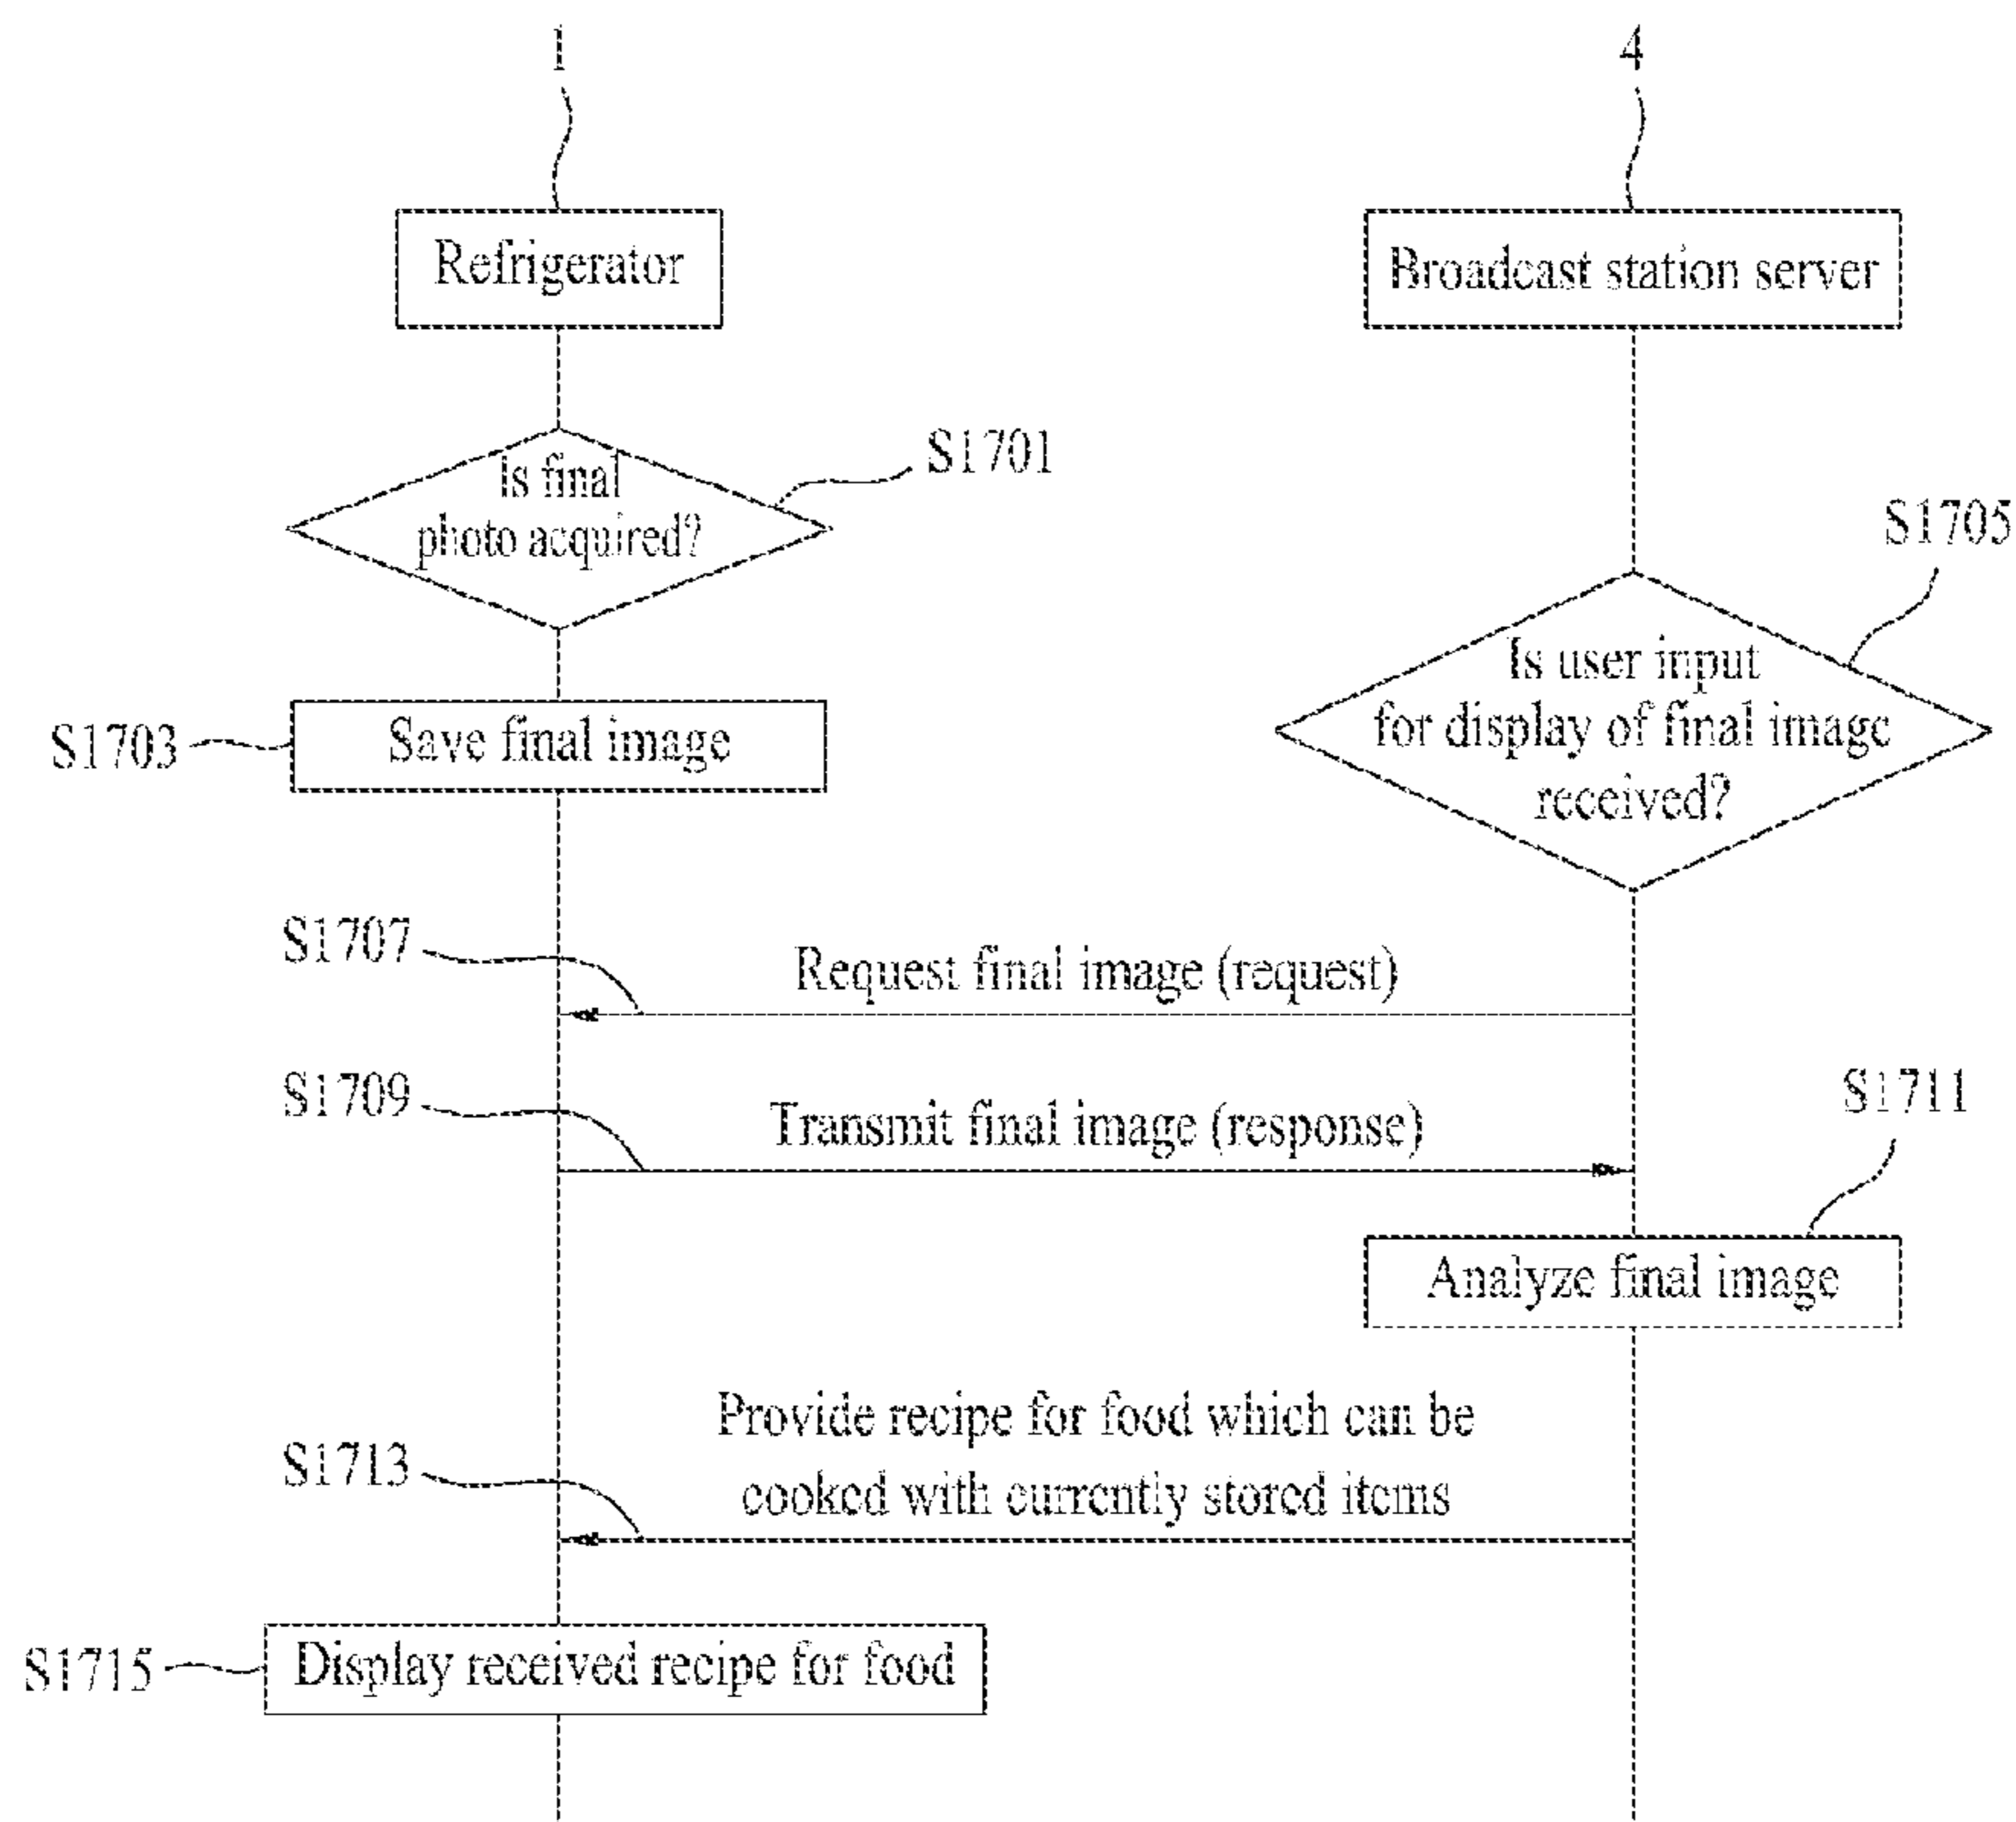 1
4
Refrigerator
Broadcast station server
Is final
photo acquired?
S1701
S1705
Is user input
for display of final image
received?
S1703
Save final image
S1707
Request final image (request)
S1709
Transmit final image (response)
S1711
Analyze final image
Provide recipe for food which can be
cooked with currently stored items
S1713
S1715
Display received recipe for food